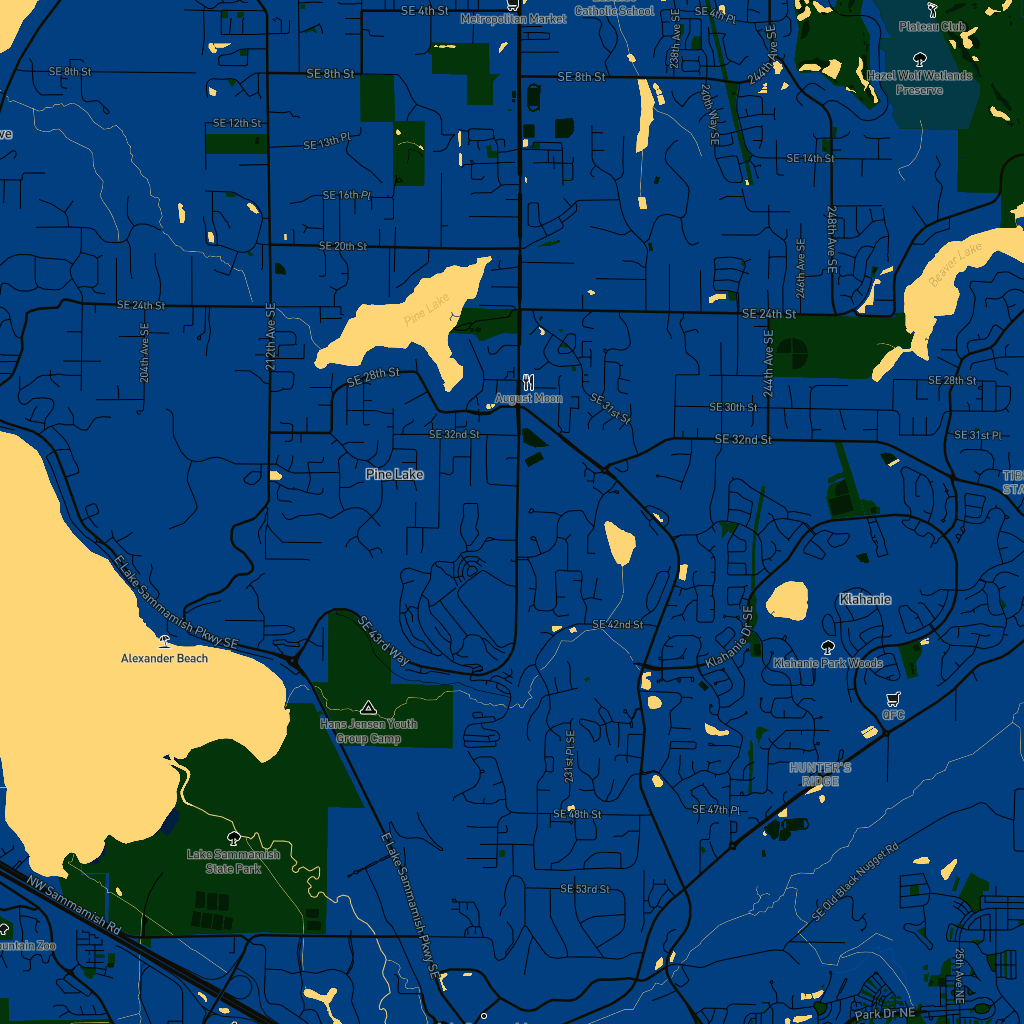 SE 4th St
Metropolitan Market
Catholic School
SE 4th Pl
Plateau Club
238th Ave SE
244th Ave SE
SE 8th St
SE 8th St
SE 8th St
Hazel Wolf Wetlands
Preserve
240th Way SE
SE 12th St
SE 13th Pl
SE 14th St
SE 16th Pl
248th Ave SE
SE 20th St
246th Ave SE
Beaver Lake
Pine Lake
SE 24th St
SE 24th St
204th Ave SE
212th Ave SE
244th Ave SE
SE 28th St
SE 28th St
August Moon
SE 31st St
SE 30th St
SE 32nd St
SE 32nd St
SE 31st Pl
Pine Lake
E Lake Sammamish Pkwy SE
Klahanie
SE 42nd St
SE 43rd Way
Klahanie Dr SE
Alexander Beach
Klahanie Park Woods
Hans Jensen Youth
Group Camp
QFC
231st Pl SE
HUNTER'S
RIDGE
SE 47th Pl
SE 48th St
Lake Sammamish
State Park
E Lake Sammamish Pkwy SE
SE Old Black Nugget Rd
NW Sammamish Rd
SE 53rd St
untain Zoo
25th Ave NE
Park Dr NE